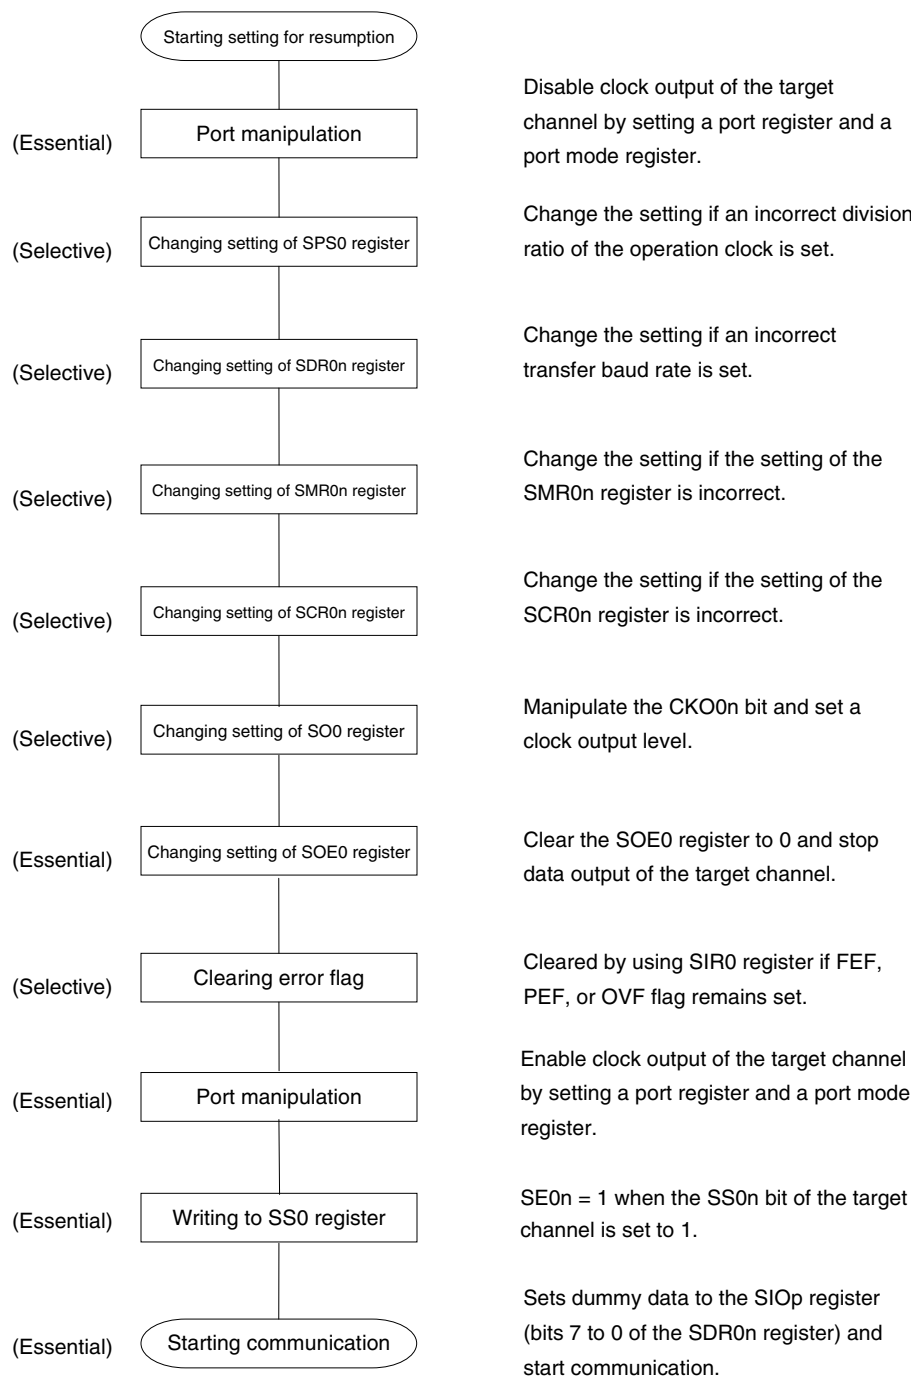 Starting setting for resumption
(Essential)
Port manipulation
Disable clock output of the target
channel by setting a port register and a
port mode register.
(Selective)
Changing setting of SPS0 register
Change the setting if an incorrect division
ratio of the operation clock is set.
(Selective)
Changing setting of SDR0n register
Change the setting if an incorrect
transfer baud rate is set.
(Selective)
Changing setting of SMR0n register
Change the setting if the setting of the
SMR0n register is incorrect.
(Selective)
Changing setting of SCR0n register
Change the setting if the setting of the
SCR0n register is incorrect.
(Selective)
Changing setting of SO0 register
Manipulate the CKO0n bit and set a
clock output level.
(Essential)
Changing setting of SOE0 register
Clear the SOE0 register to 0 and stop
data output of the target channel.
(Selective)
Clearing error flag
Cleared by using SIR0 register if FEF,
PEF, or OVF flag remains set.
(Essential)
Port manipulation
Enable clock output of the target channel
by setting a port register and a port mode
register.
(Essential)
Writing to SS0 register
SE0n = 1 when the SS0n bit of the target
channel is set to 1.
(Essential)
Starting communication
Sets dummy data to the SIOp register
(bits 7 to 0 of the SDR0n register) and
start communication.